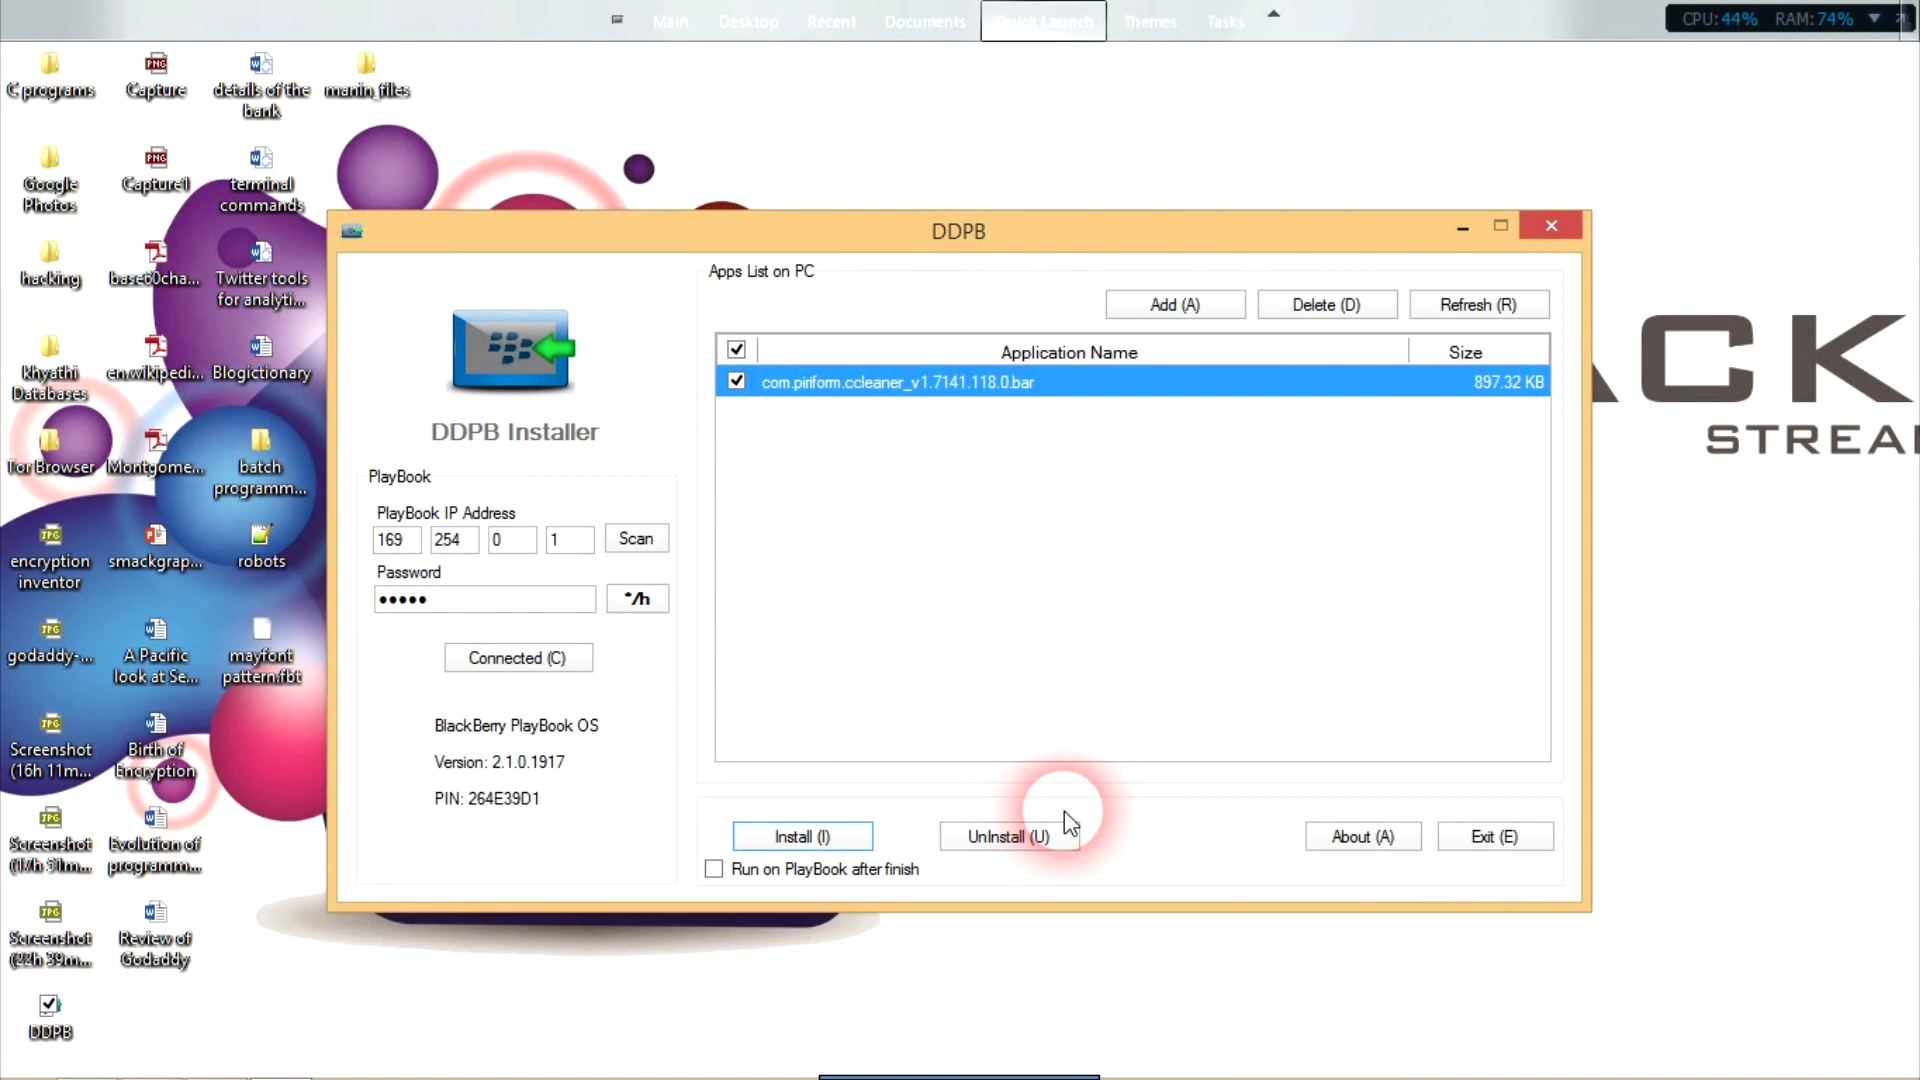 Main Desktop Recent Documents Quick Launch Themes Tasks
CPU: 44% RAM: 74%
C programs
Capture
details of the
bank
manin_files
Google
Photos
Capture1
terminal
commands
hacking
base60cha...
Twitter tools
for analyti...
khyathi
Databases
en.wikipedi...
Blogictionary
Tor Browser
Montgome...
batch
programm...
encryption
inventor
smackgrap...
robots
godaddy-...
A Pacific
look at Se...
mayfont
pattern.fbt
Screenshot
(16h 11m...
Birth of
Encryption
Screenshot
Evolution of
programm...
Screenshot
Review of
Godaddy
DDPB
DDPB
DDPB Installer
PlayBook
PlayBook IP Address
169 254 0 1 Scan
Password
••••• */h
Connected (C)
BlackBerry PlayBook OS
Version: 2.1.0.1917
PIN: 264E39D1
Apps List on PC
Add (A) Delete (D) Refresh (R)
Application Name Size
com.piriform.ccleaner_v1.7141.118.0.bar 897.32 KB
Install (I) UnInstall (U) About (A) Exit (E)
Run on PlayBook after finish
ACK
STREA